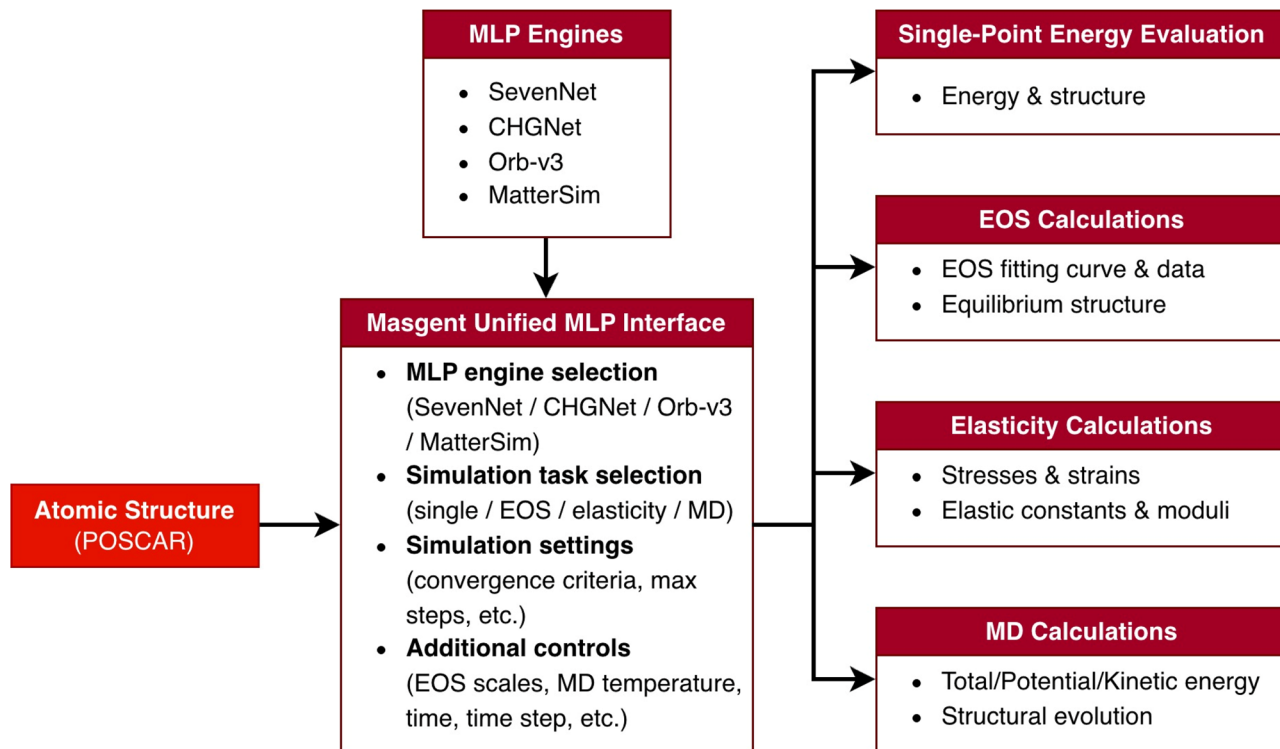 MLP Engines
• SevenNet
• CHGNet
• Orb-v3
• MatterSim
Atomic Structure
(POSCAR)
Masgent Unified MLP Interface
• MLP engine selection
(SevenNet / CHGNet / Orb-v3
/ MatterSim)
• Simulation task selection
(single / EOS / elasticity / MD)
• Simulation settings
(convergence criteria, max
steps, etc.)
• Additional controls
(EOS scales, MD temperature,
time, time step, etc.)
Single-Point Energy Evaluation
• Energy & structure
EOS Calculations
• EOS fitting curve & data
• Equilibrium structure
Elasticity Calculations
• Stresses & strains
• Elastic constants & moduli
MD Calculations
• Total/Potential/Kinetic energy
• Structural evolution